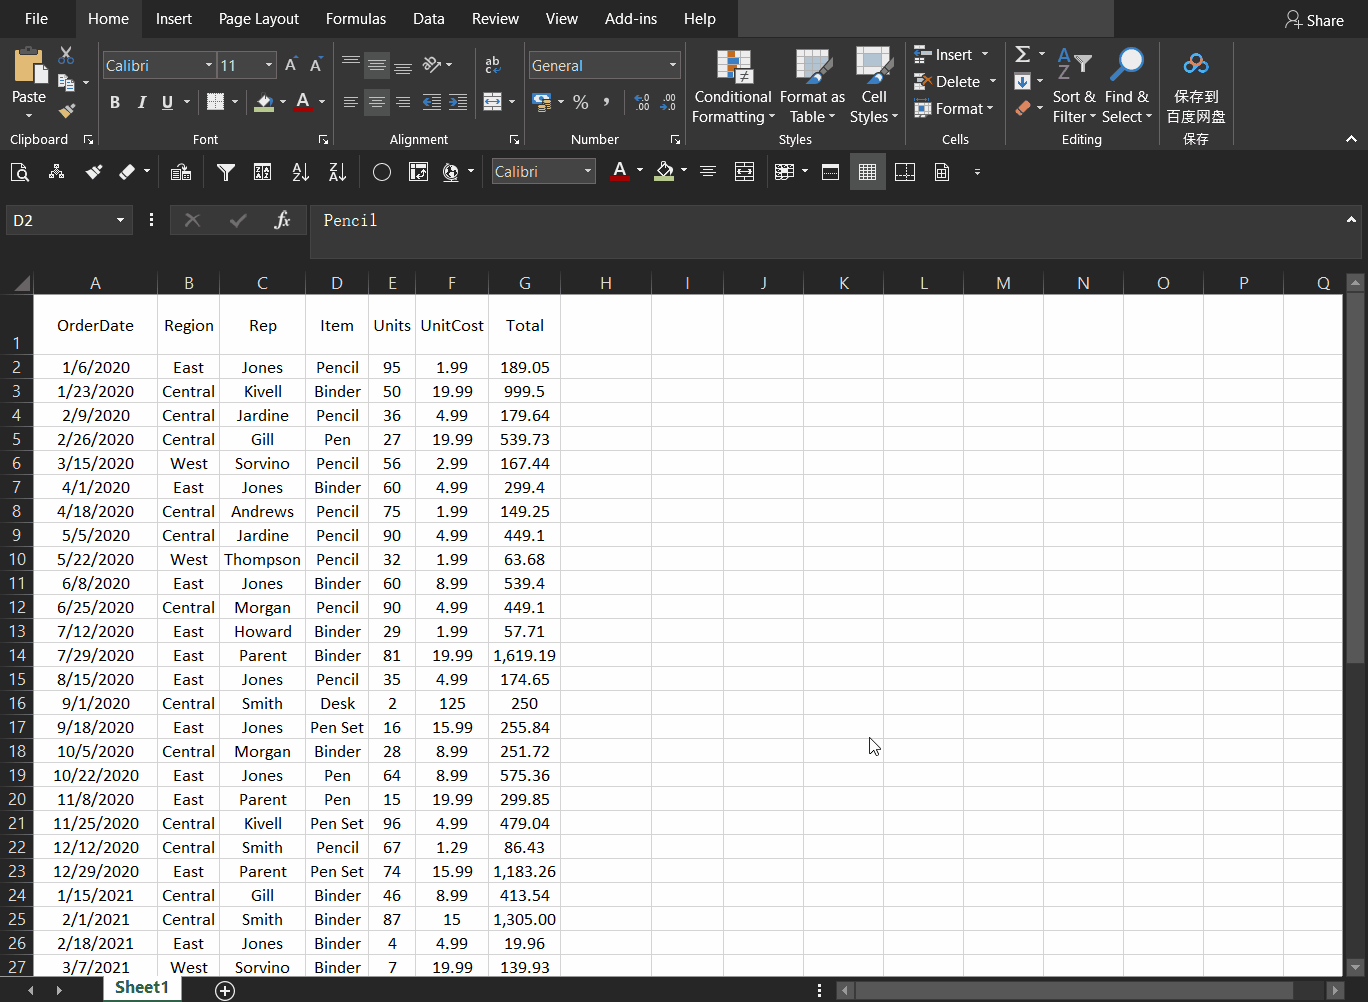 File Home Insert Page Layout Formulas Data Review View Add-ins Help Share
Calibri 11 General Insert
Paste B I U ab c Conditional Formatting Format as Table Cell Styles Delete Format Sort & Filter Find & Select 保存到 百度网盘
Clipboard Font Alignment Number Styles Cells Editing 保存
Calibri
D2 fx Pencil
A B C D E F G H I J K L M N O P Q
1 OrderDate Region Rep Item Units UnitCost Total
2 1/6/2020 East Jones Pencil 95 1.99 189.05
3 1/23/2020 Central Kivell Binder 50 19.99 999.5
4 2/9/2020 Central Jardine Pencil 36 4.99 179.64
5 2/26/2020 Central Gill Pen 27 19.99 539.73
6 3/15/2020 West Sorvino Pencil 56 2.99 167.44
7 4/1/2020 East Jones Binder 60 4.99 299.4
8 4/18/2020 Central Andrews Pencil 75 1.99 149.25
9 5/5/2020 Central Jardine Pencil 90 4.99 449.1
10 5/22/2020 West Thompson Pencil 32 1.99 63.68
11 6/8/2020 East Jones Binder 60 8.99 539.4
12 6/25/2020 Central Morgan Pencil 90 4.99 449.1
13 7/12/2020 East Howard Binder 29 1.99 57.71
14 7/29/2020 East Parent Binder 81 19.99 1,619.19
15 8/15/2020 East Jones Pencil 35 4.99 174.65
16 9/1/2020 Central Smith Desk 2 125 250
17 9/18/2020 East Jones Pen Set 16 15.99 255.84
18 10/5/2020 Central Morgan Binder 28 8.99 251.72
19 10/22/2020 East Jones Pen 64 8.99 575.36
20 11/8/2020 East Parent Pen 15 19.99 299.85
21 11/25/2020 Central Kivell Pen Set 96 4.99 479.04
22 12/12/2020 Central Smith Pencil 67 1.29 86.43
23 12/29/2020 East Parent Pen Set 74 15.99 1,183.26
24 1/15/2021 Central Gill Binder 46 8.99 413.54
25 2/1/2021 Central Smith Binder 87 15 1,305.00
26 2/18/2021 East Jones Binder 4 4.99 19.96
27 3/7/2021 West Sorvino Binder 7 19.99 139.93
Sheet1